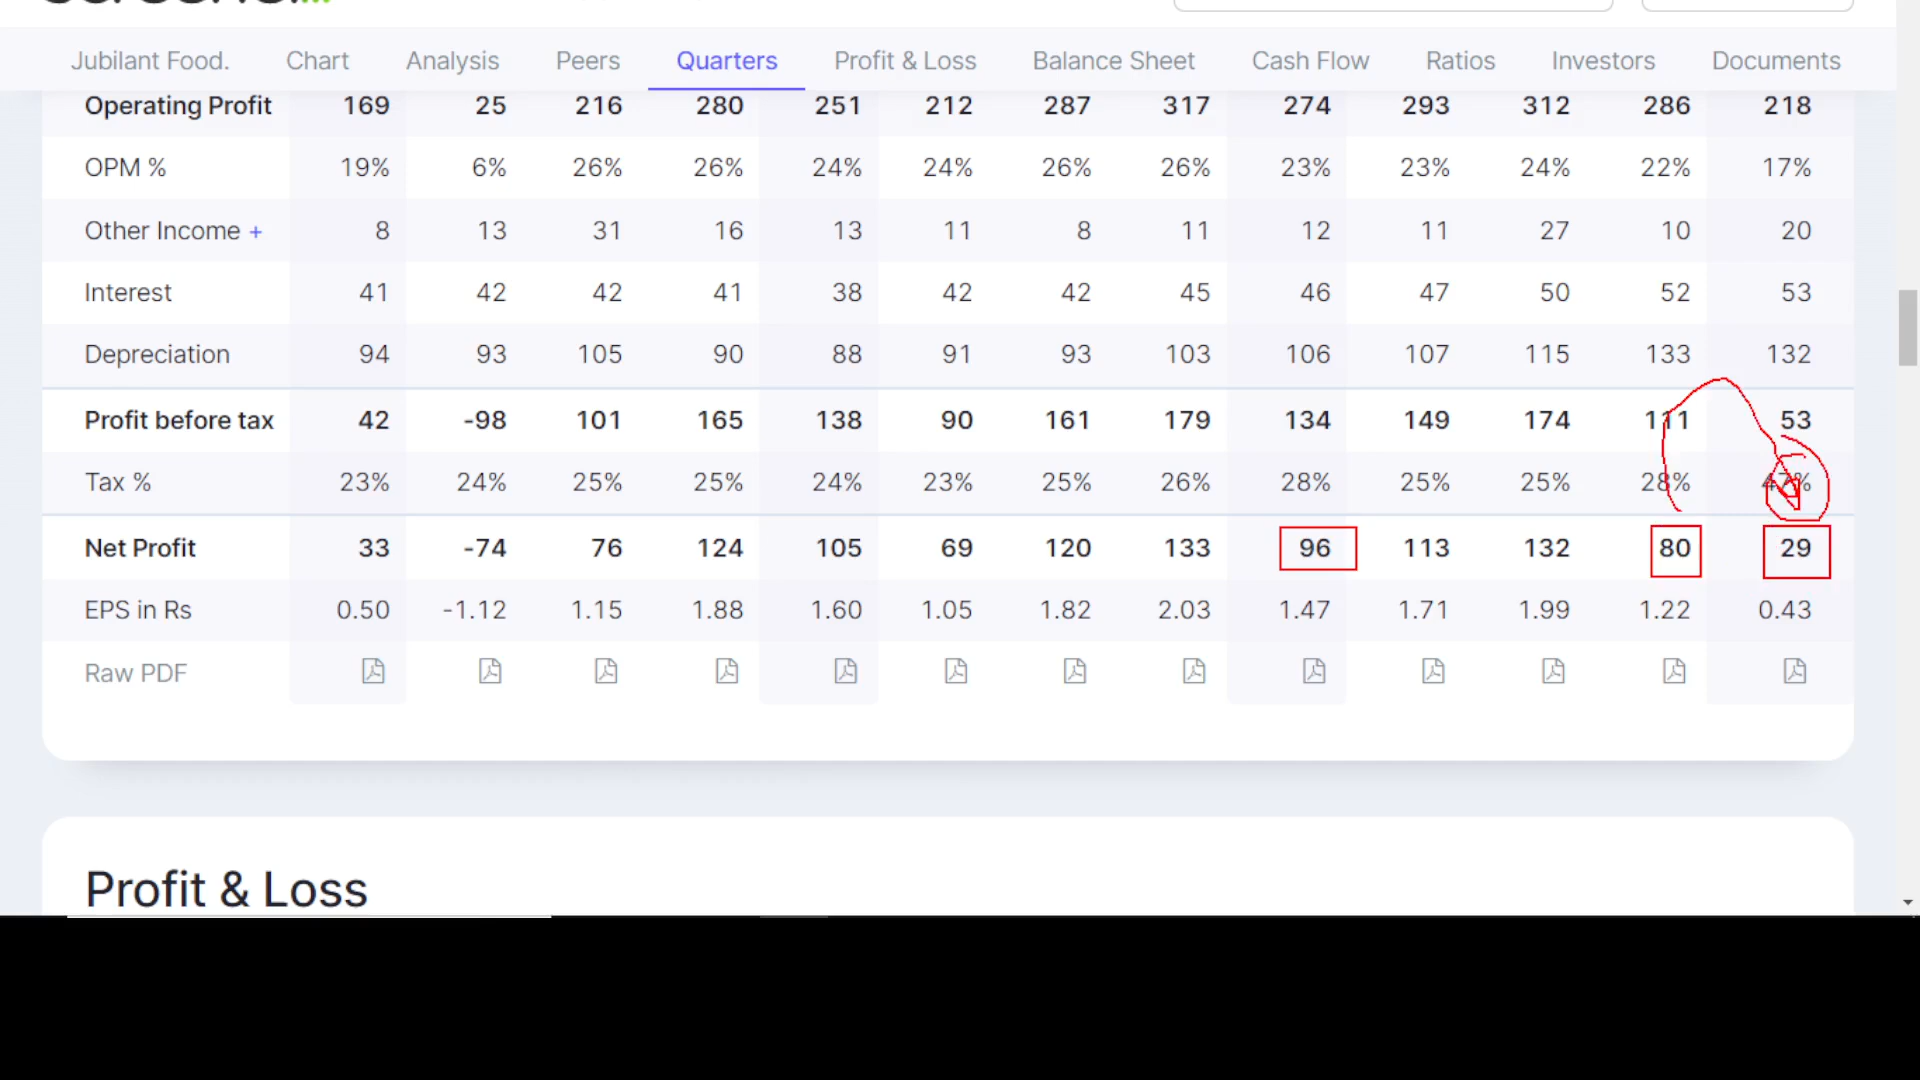 Jubilant Food. Chart Analysis Peers Quarters Profit & Loss Balance Sheet Cash Flow Ratios Investors Documents
Operating Profit 169 25 216 280 251 212 287 317 274 293 312 286 218
OPM % 19% 6% 26% 26% 24% 24% 26% 26% 23% 23% 24% 22% 17%
Other Income + 8 13 31 16 13 11 8 11 12 11 27 10 20
Interest 41 42 42 41 38 42 42 45 46 47 50 52 53
Depreciation 94 93 105 90 88 91 93 103 106 107 115 133 132
Profit before tax 42 -98 101 165 138 90 161 179 134 149 174 111 53
Tax % 23% 24% 25% 25% 24% 23% 25% 26% 28% 25% 25% 28%
Net Profit 33 -74 76 124 105 69 120 133 96 113 132 80 29
EPS in Rs 0.50 -1.12 1.15 1.88 1.60 1.05 1.82 2.03 1.47 1.71 1.99 1.22 0.43
Raw PDF
Profit & Loss